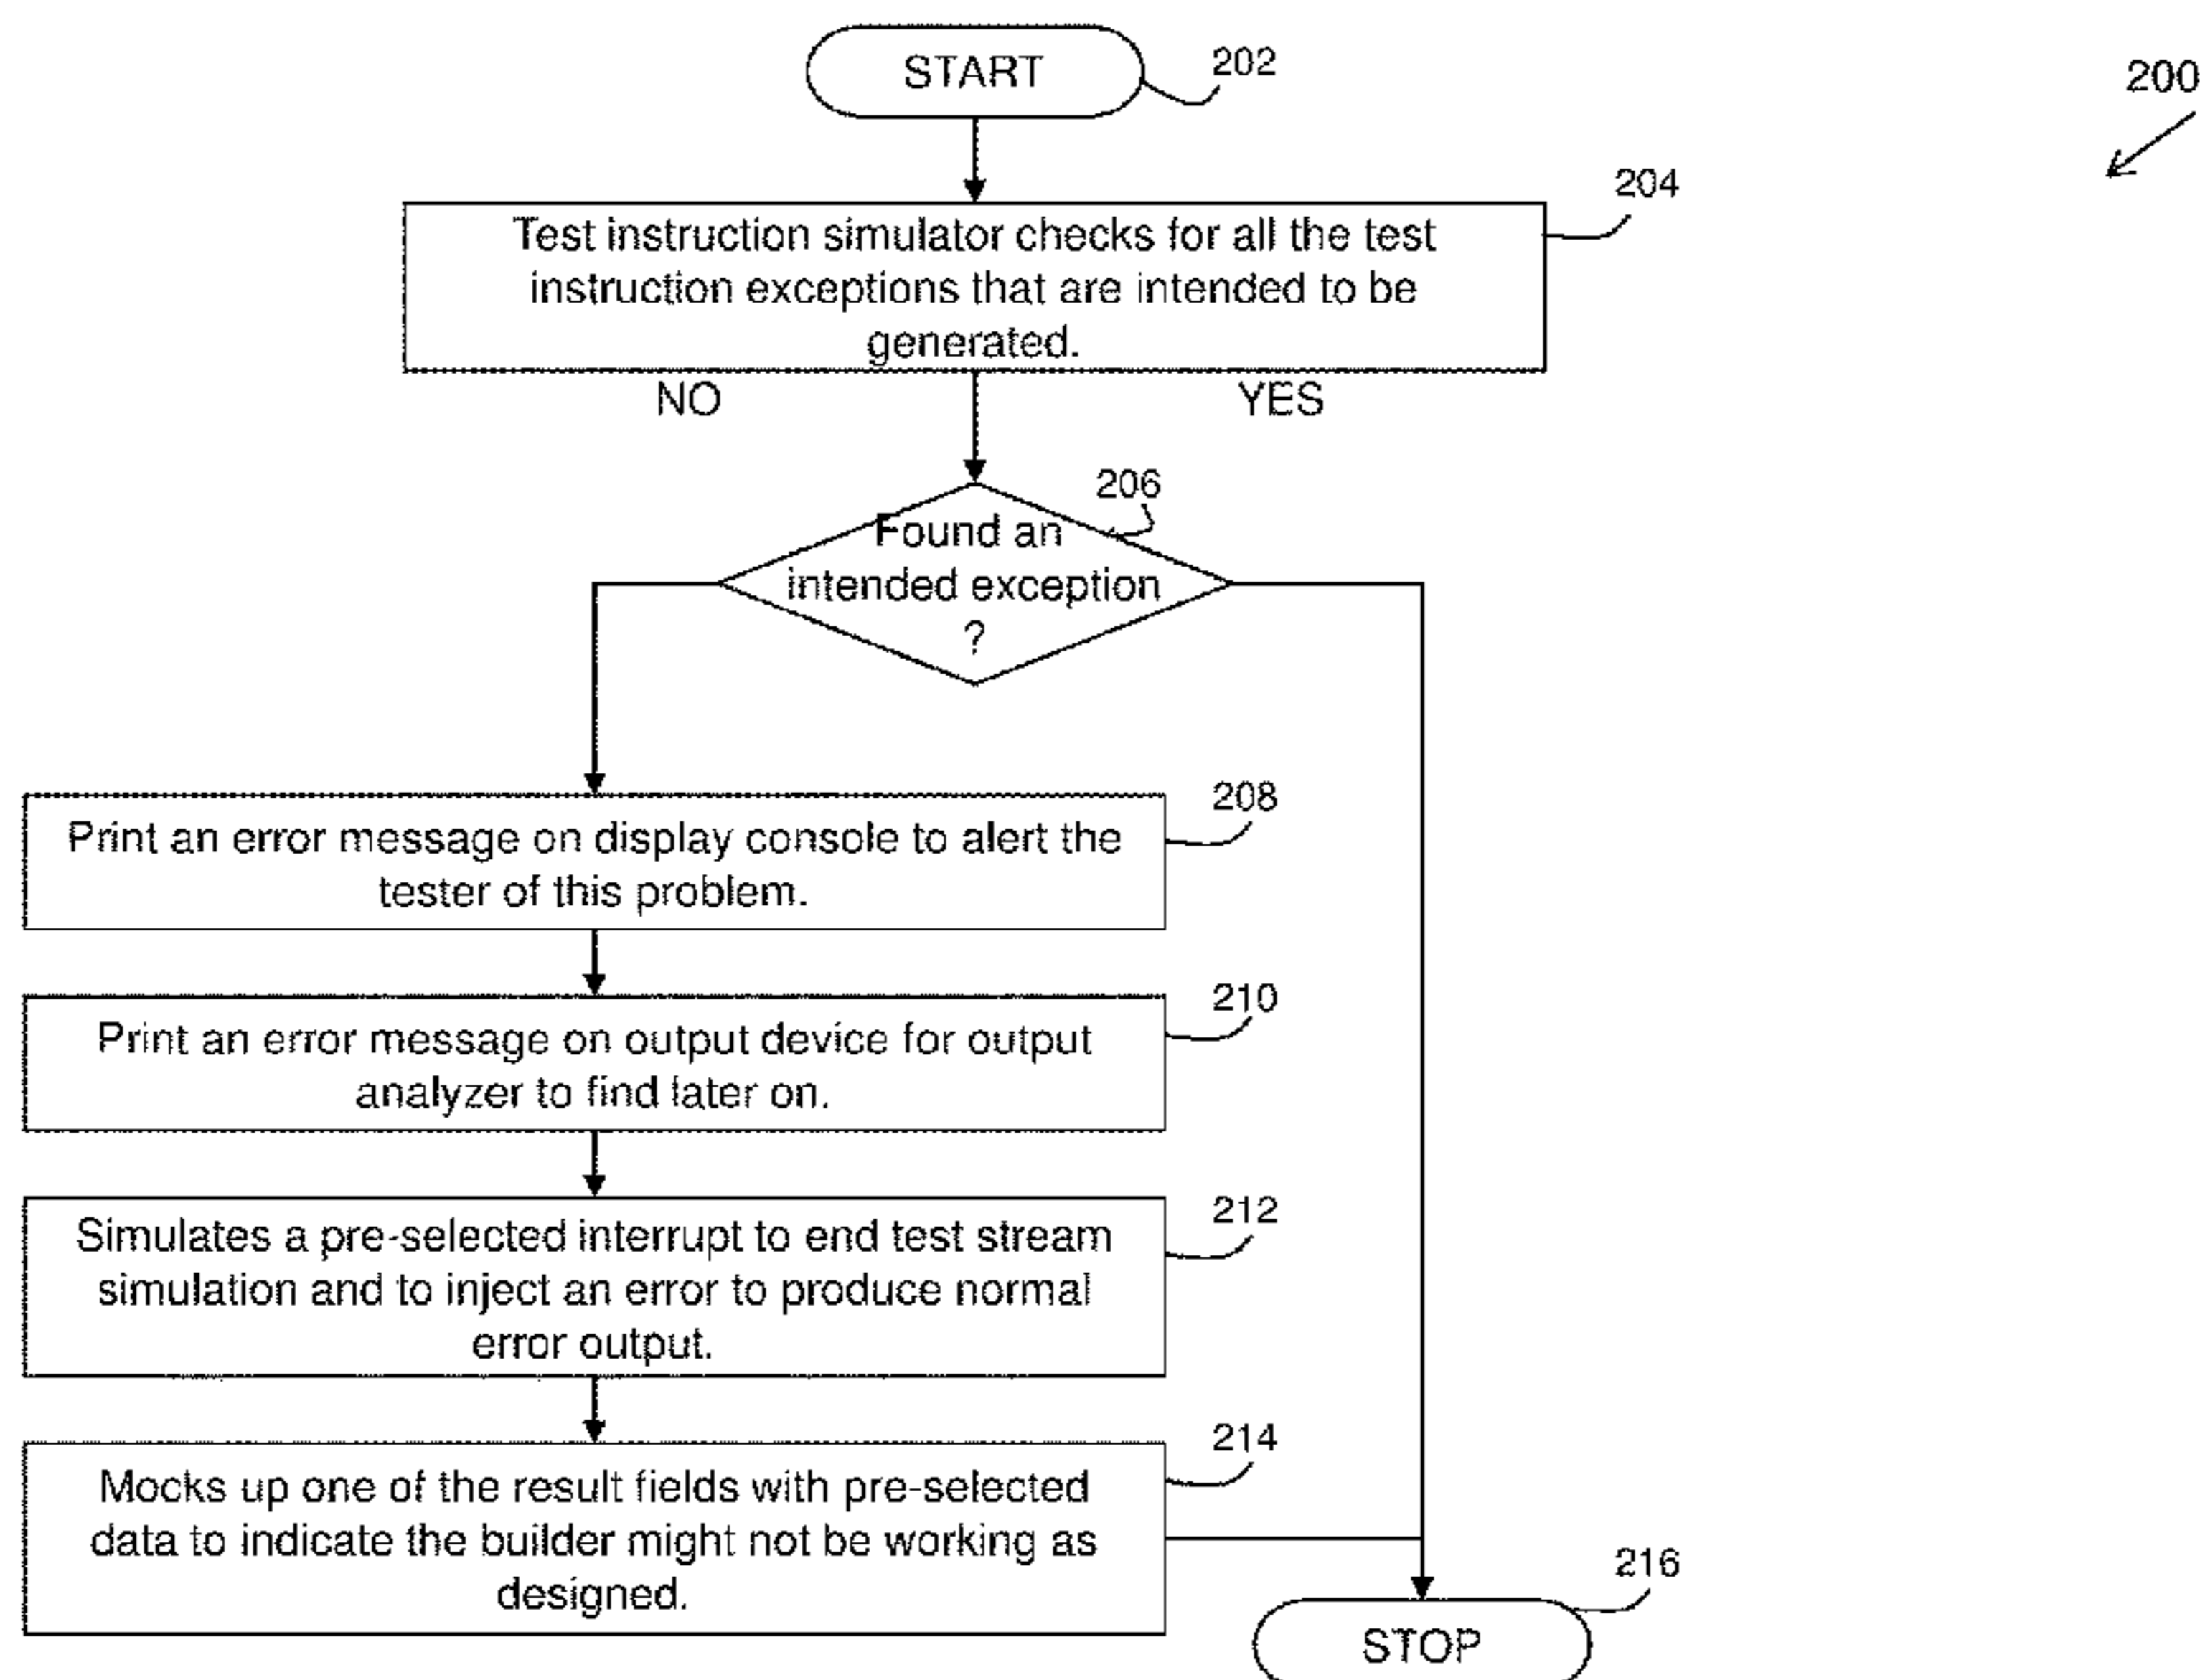 START
202
200
204
Test instruction simulator checks for all the test
instruction exceptions that are intended to be
generated.
NO
YES
206
Found an
intended exception
?
208
Print an error message on display console to alert the
tester of this problem.
210
Print an error message on output device for output
analyzer to find later on.
212
Simulates a pre-selected interrupt to end test stream
simulation and to inject an error to produce normal
error output.
214
Mocks up one of the result fields with pre-selected
data to indicate the builder might not be working as
designed.
216
STOP